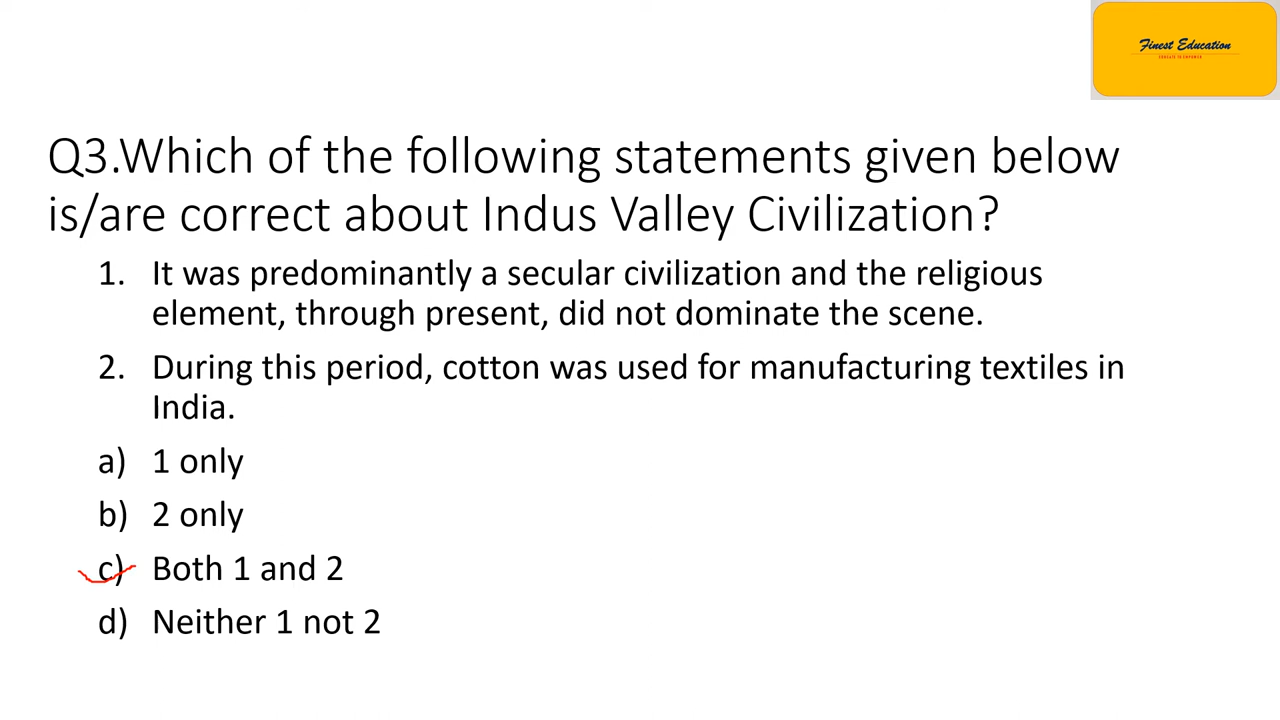 Finest Education
EDUCATE TO EMPOWER
Q3.Which of the following statements given below
is/are correct about Indus Valley Civilization?
1. It was predominantly a secular civilization and the religious
element, through present, did not dominate the scene.
2. During this period, cotton was used for manufacturing textiles in
India.
a) 1 only
b) 2 only
c) Both 1 and 2
d) Neither 1 not 2